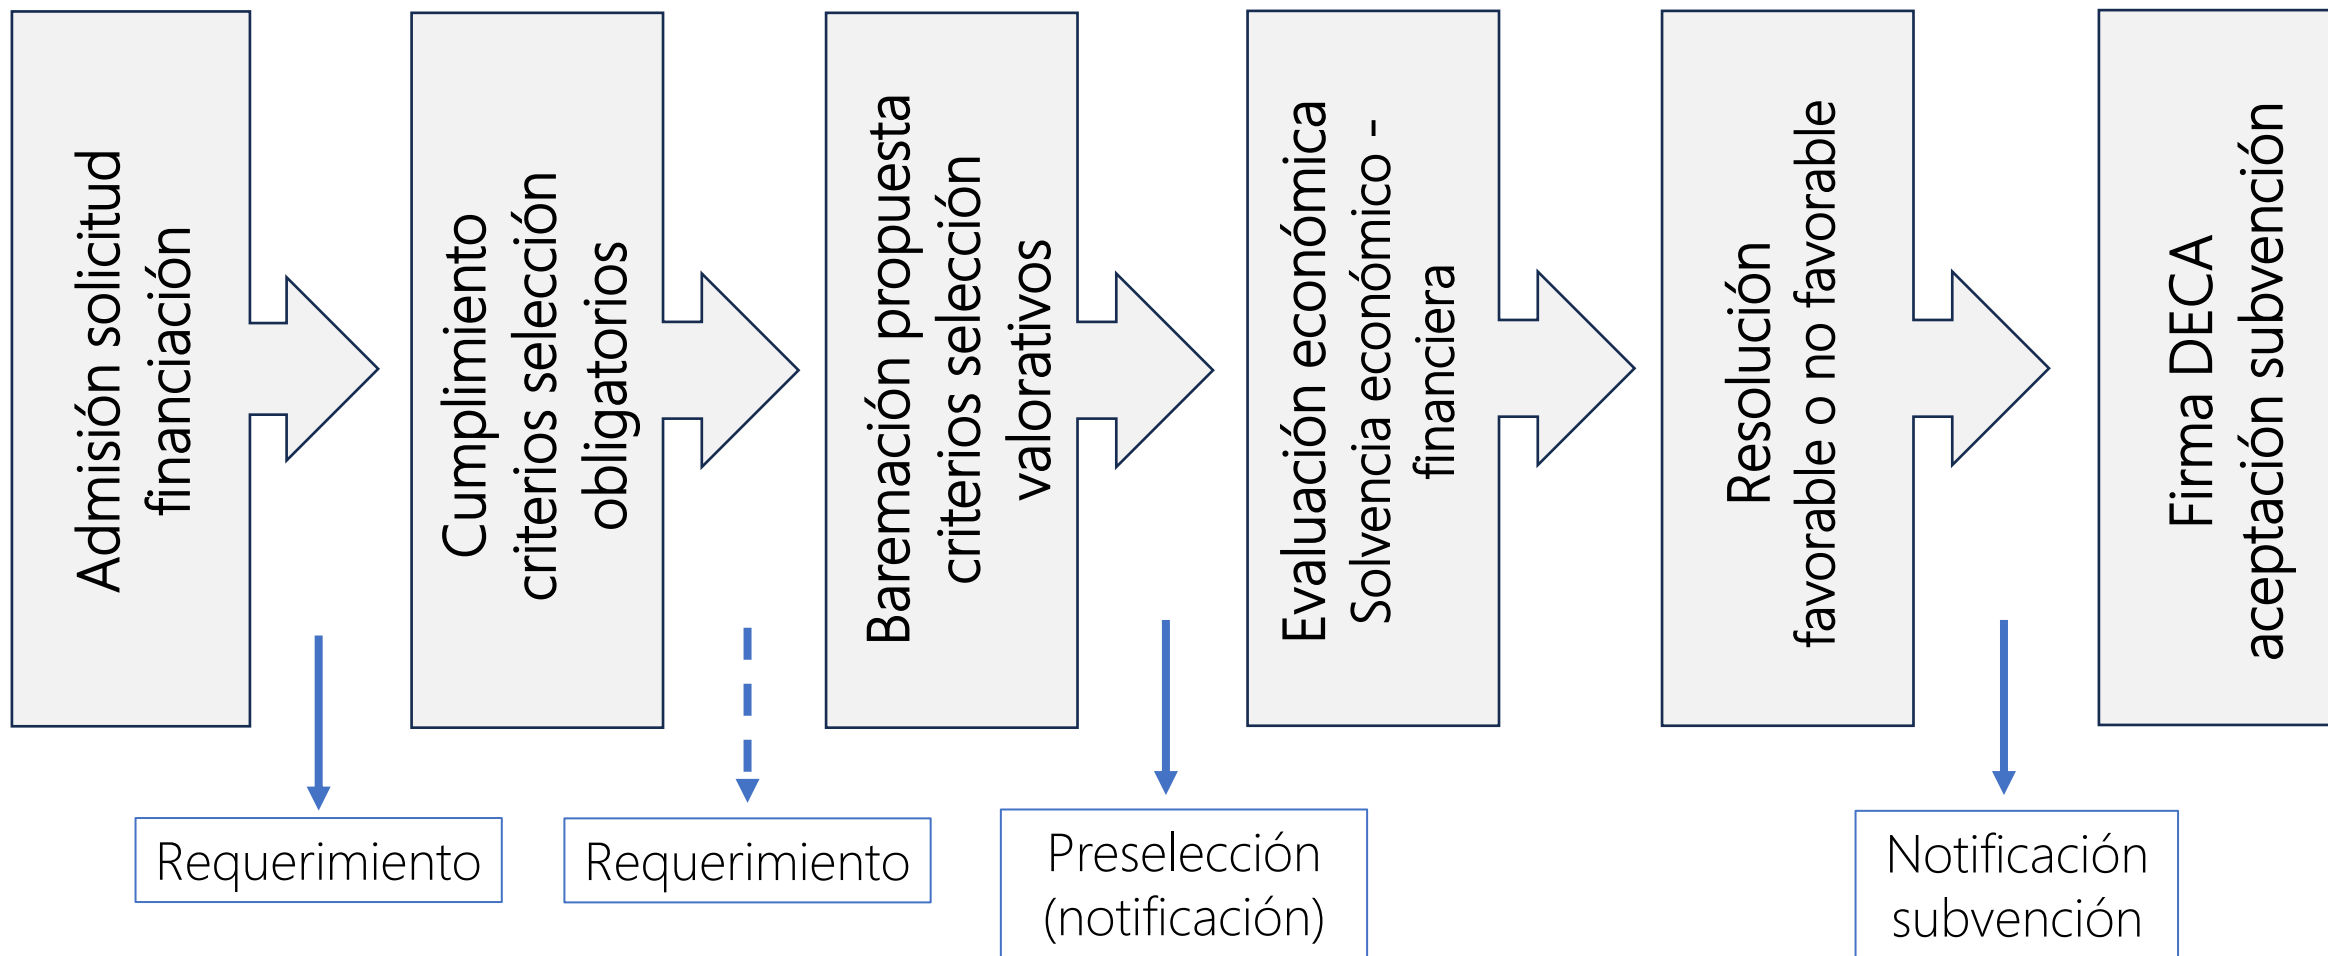 Admisión solicitud
financiación
Cumplimiento
criterios selección
obligatorios
Baremación propuesta
criterios selección
valorativos
Evaluación económica
Solvencia económico -
financiera
Resolución
favorable o no favorable
Firma DECA
aceptación subvención
Requerimiento
Requerimiento
Preselección
(notificación)
Notificación
subvención